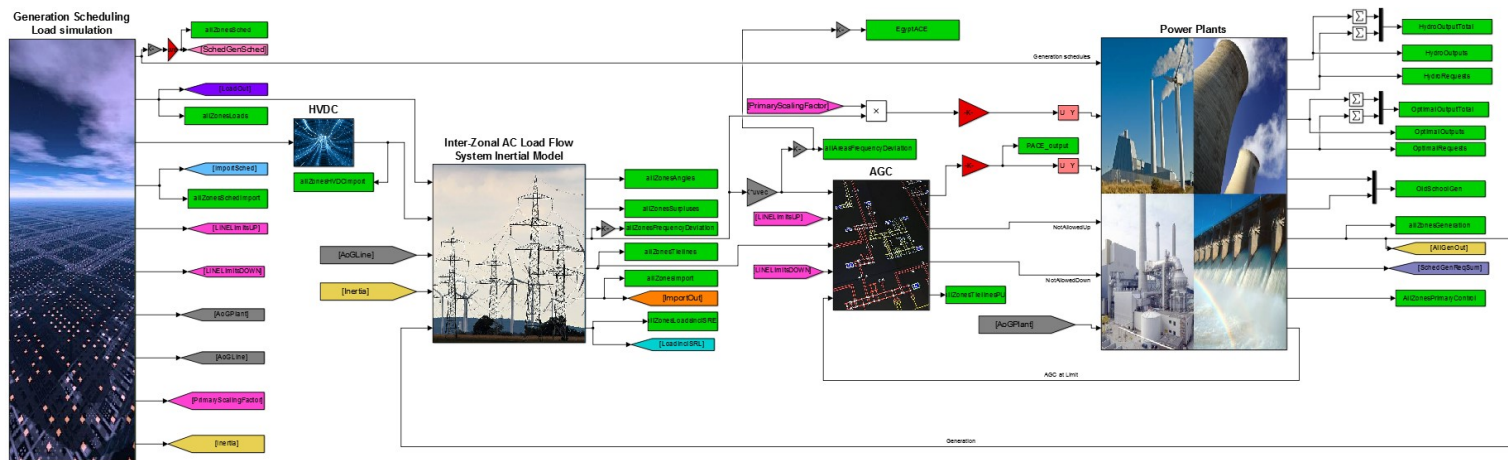 Generation Scheduling
Load simulation
allZonesSched
[SchedGenSched]
[LoadOut]
allZonesLoads
[ImportSched]
allZonesSchedImport
[LINELimitsUP]
[LINELimitsDOWN]
[AoGPlant]
[AoGLine]
[PrimaryScalingFactor]
[Inertia]
HVDC
allZonesHVDCImport
Inter-Zonal AC Load Flow
System Inertial Model
[AoGLine]
[Inertia]
allZonesAngles
allZonesSurpluses
K-
allZonesFrequencyDeviation
allZonesTielines
allZonesImport
[ImportOut]
allZonesLoadsInclSRE
[LoadInclSRL]
K-
EgyptACE
[PrimaryScalingFactor]
×
K-
allAreasFrequencyDeviation
K*uvec
AGC
[LINELimitsUP]
[LINELimitsDOWN]
allZonesTielinesPU
U Y
PACE_output
U Y
Generation schedules
NotAllowedUp
NotAllowedDown
[AoGPlant]
AGC at Limit
Generation
Power Plants
Σ
Σ
HydroOutputTotal
HydroOutputs
HydroRequests
Σ
Σ
OptimalOutputTotal
OptimalOutputs
OptimalRequests
OldSchoolGen
allZonesGeneration
[AllGenOut]
[SchedGenReqSum]
AllZonesPrimaryControl